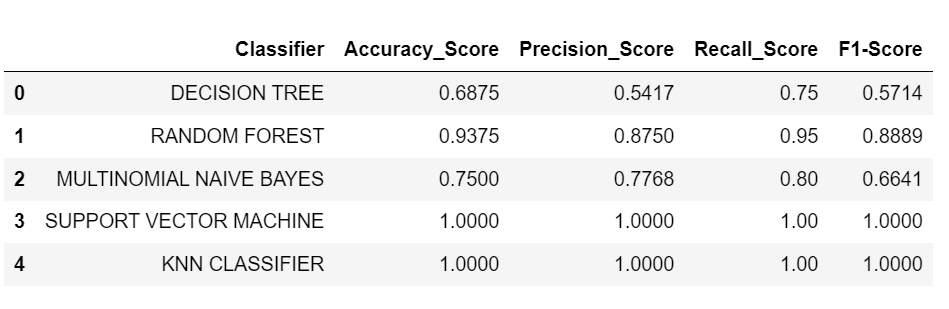 Classifier Accuracy_Score Precision_Score Recall_Score F1-Score
0 DECISION TREE 0.6875 0.5417 0.75 0.5714
1 RANDOM FOREST 0.9375 0.8750 0.95 0.8889
2 MULTINOMIAL NAIVE BAYES 0.7500 0.7768 0.80 0.6641
3 SUPPORT VECTOR MACHINE 1.0000 1.0000 1.00 1.0000
4 KNN CLASSIFIER 1.0000 1.0000 1.00 1.0000